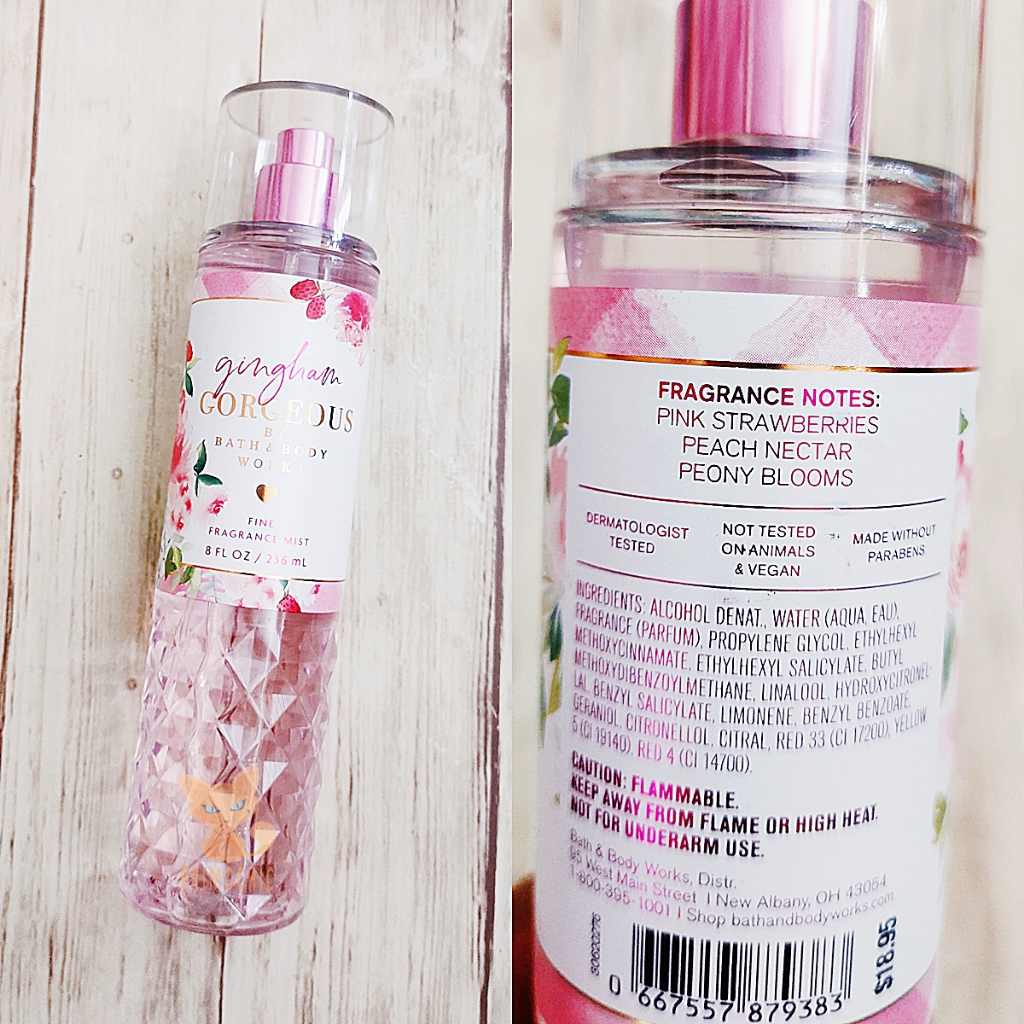 gingham
GORGEOUS
BY
BATH & BODY
WORKS
FINE
FRAGRANCE MIST
8 FL OZ / 236 mL
FRAGRANCE NOTES:
PINK STRAWBERRIES
PEACH NECTAR
PEONY BLOOMS
DERMATOLOGIST
TESTED
NOT TESTED
ON ANIMALS
& VEGAN
MADE WITHOUT
PARABENS
INGREDIENTS: ALCOHOL DENAT., WATER (AQUA, EAU),
FRAGRANCE (PARFUM), PROPYLENE GLYCOL, ETHYLHEXYL
METHOXYCINNAMATE, ETHYLHEXYL SALICYLATE, BUTYL
METHOXYDIBENZOYLMETHANE, LINALOOL, HYDROXYCITRONEL-
LAL, BENZYL SALICYLATE, LIMONENE, BENZYL BENZOATE,
GERANIOL, CITRONELLOL, CITRAL, RED 33 (CI 17200), YELLOW
5 (CI 19140), RED 4 (CI 14700).
CAUTION: FLAMMABLE.
KEEP AWAY FROM FLAME OR HIGH HEAT.
NOT FOR UNDERARM USE.
Bath & Body Works, Distr.
95 West Main Street | New Albany, OH 43054
1-800-395-1001 | Shop bathandbodyworks.com
$18.95
0 667557 879383